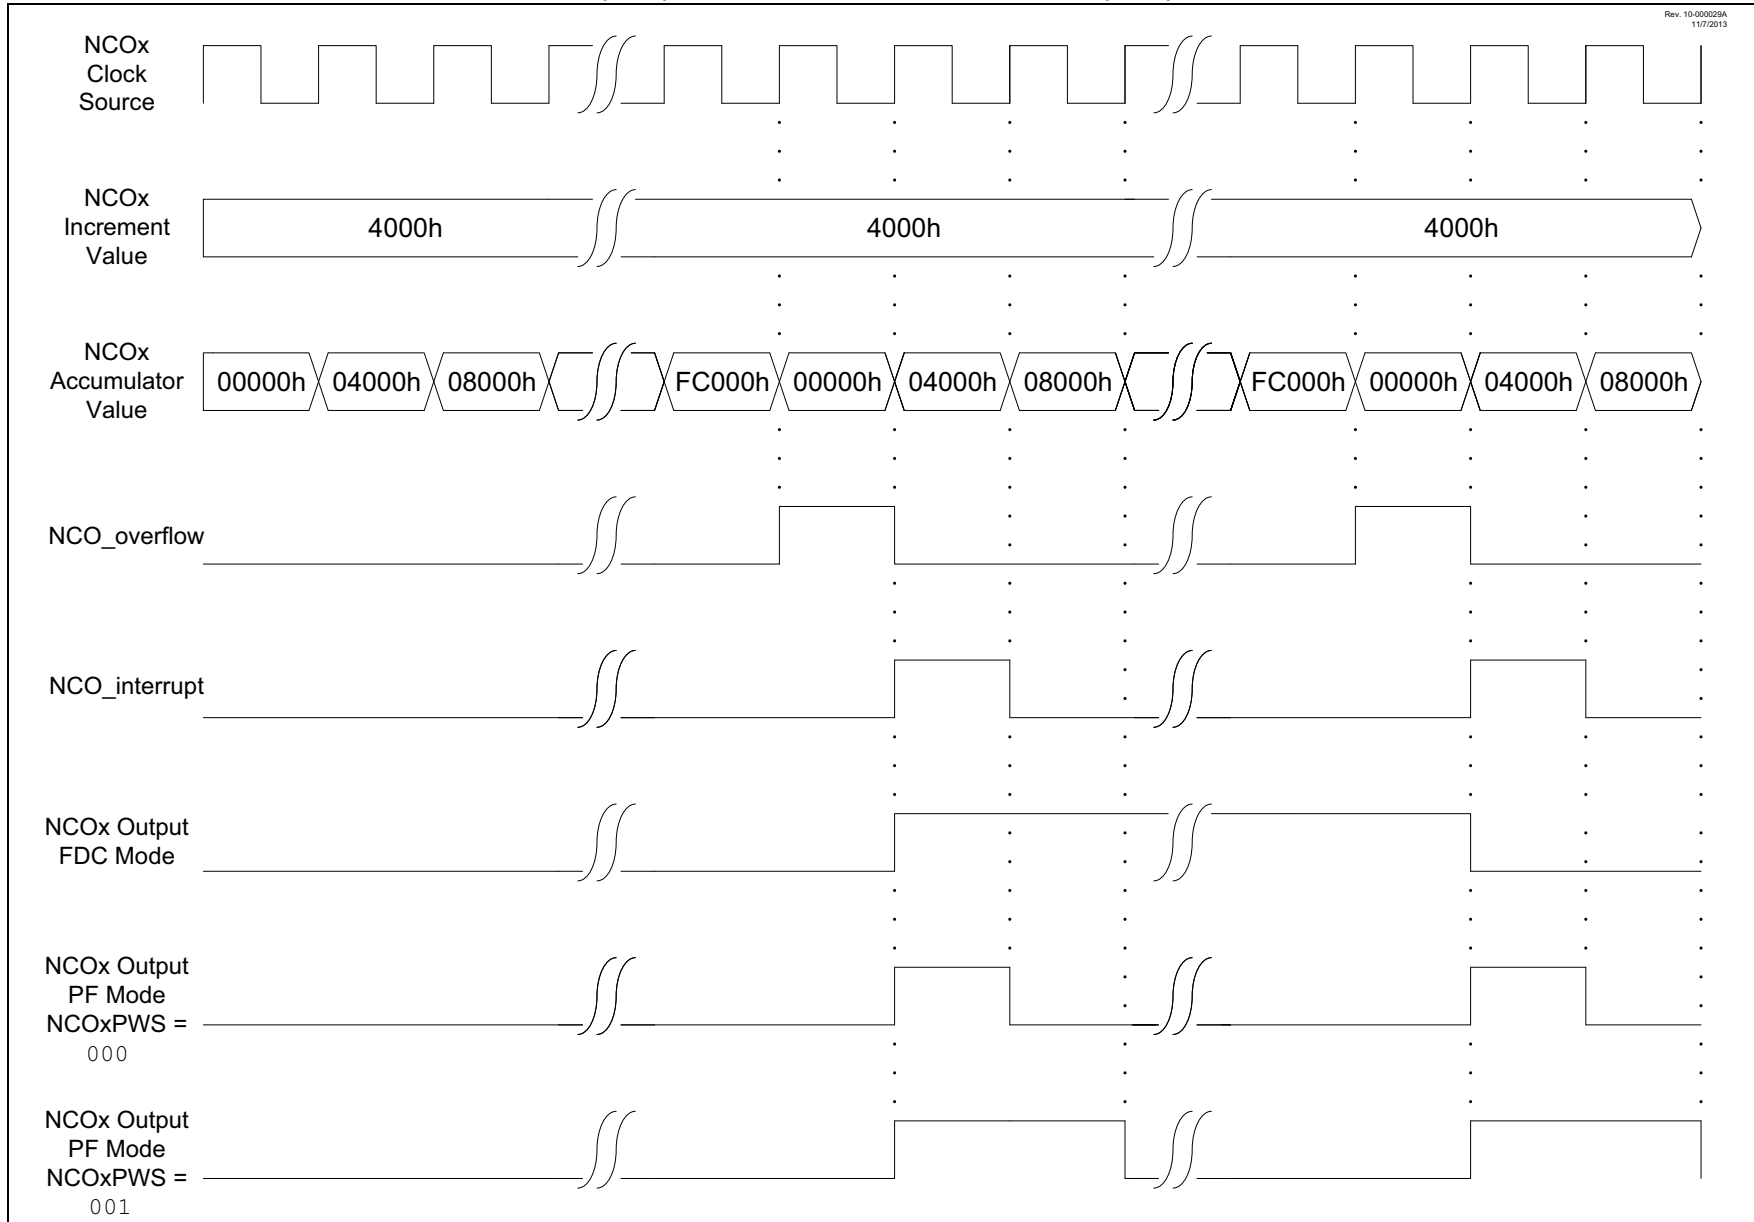 Rev. 10-000029A
11/7/2013
NCOx
Clock
Source
NCOx
Increment
Value
4000h
4000h
4000h
NCOx
Accumulator
Value
00000h
04000h
08000h
FC000h
00000h
04000h
08000h
FC000h
00000h
04000h
08000h
NCO_overflow
NCO_interrupt
NCOx Output
FDC Mode
NCOx Output
PF Mode
NCOxPWS =
000
NCOx Output
PF Mode
NCOxPWS =
001